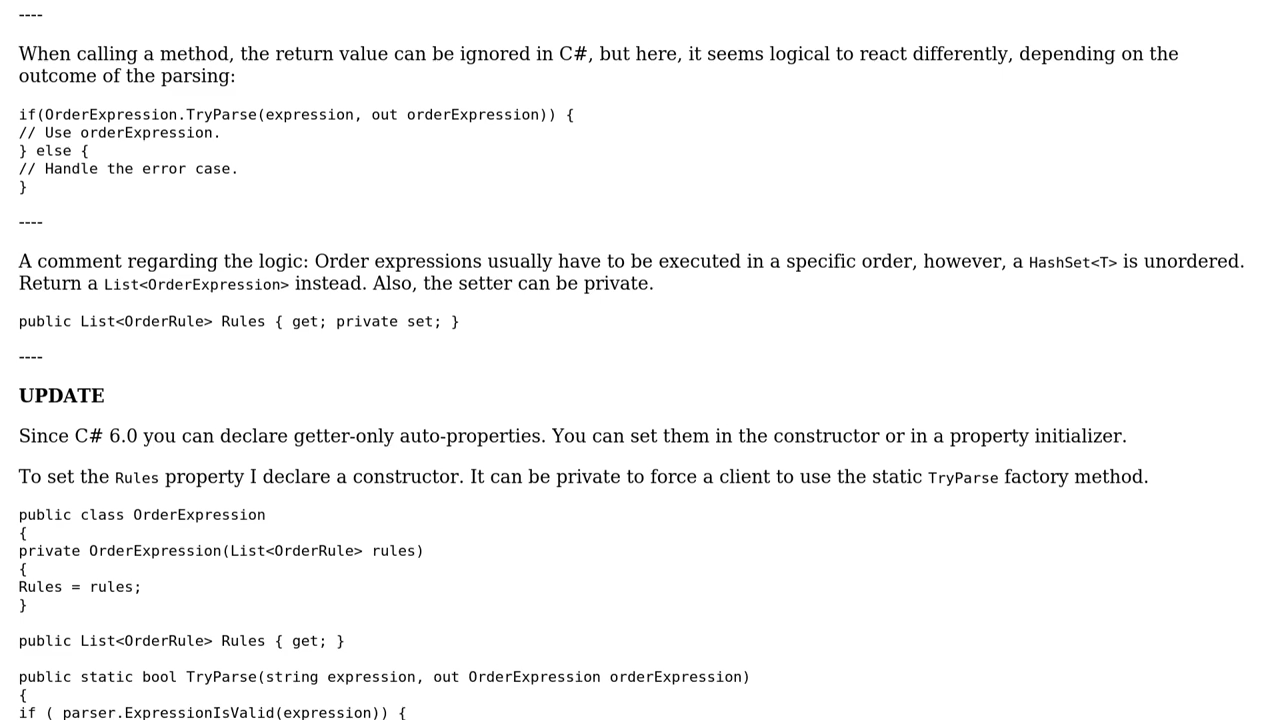 ----
When calling a method, the return value can be ignored in C#, but here, it seems logical to react differently, depending on the
outcome of the parsing:
if(OrderExpression.TryParse(expression, out orderExpression)) {
// Use orderExpression.
} else {
// Handle the error case.
}
----
A comment regarding the logic: Order expressions usually have to be executed in a specific order, however, a HashSet<T> is unordered.
Return a List<OrderExpression> instead. Also, the setter can be private.
public List<OrderRule> Rules { get; private set; }
----
UPDATE
Since C# 6.0 you can declare getter-only auto-properties. You can set them in the constructor or in a property initializer.
To set the Rules property I declare a constructor. It can be private to force a client to use the static TryParse factory method.
public class OrderExpression
{
private OrderExpression(List<OrderRule> rules)
{
Rules = rules;
}
public List<OrderRule> Rules { get; }
public static bool TryParse(string expression, out OrderExpression orderExpression)
{
if ( parser.ExpressionIsValid(expression)) {